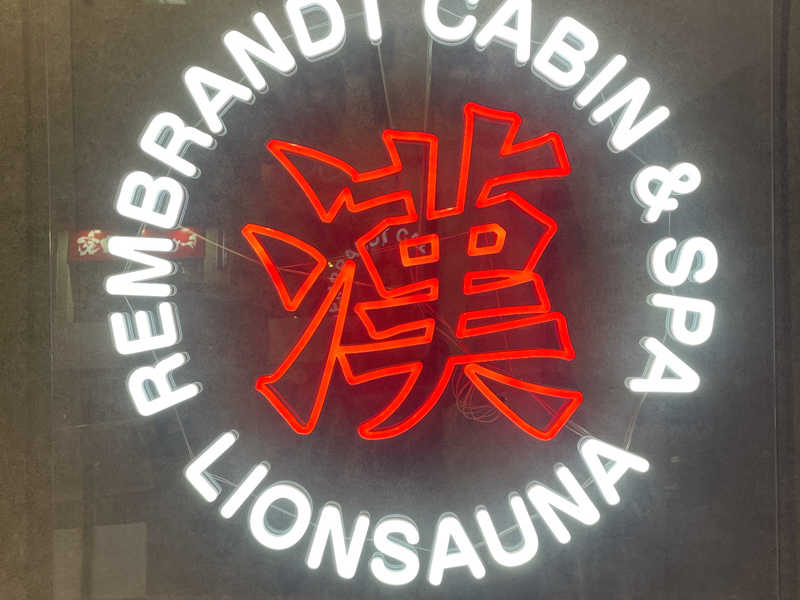 REMBRANDT CABIN & SPA
漢
LIONSAUNA